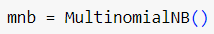 mnb = MultinomialNB()